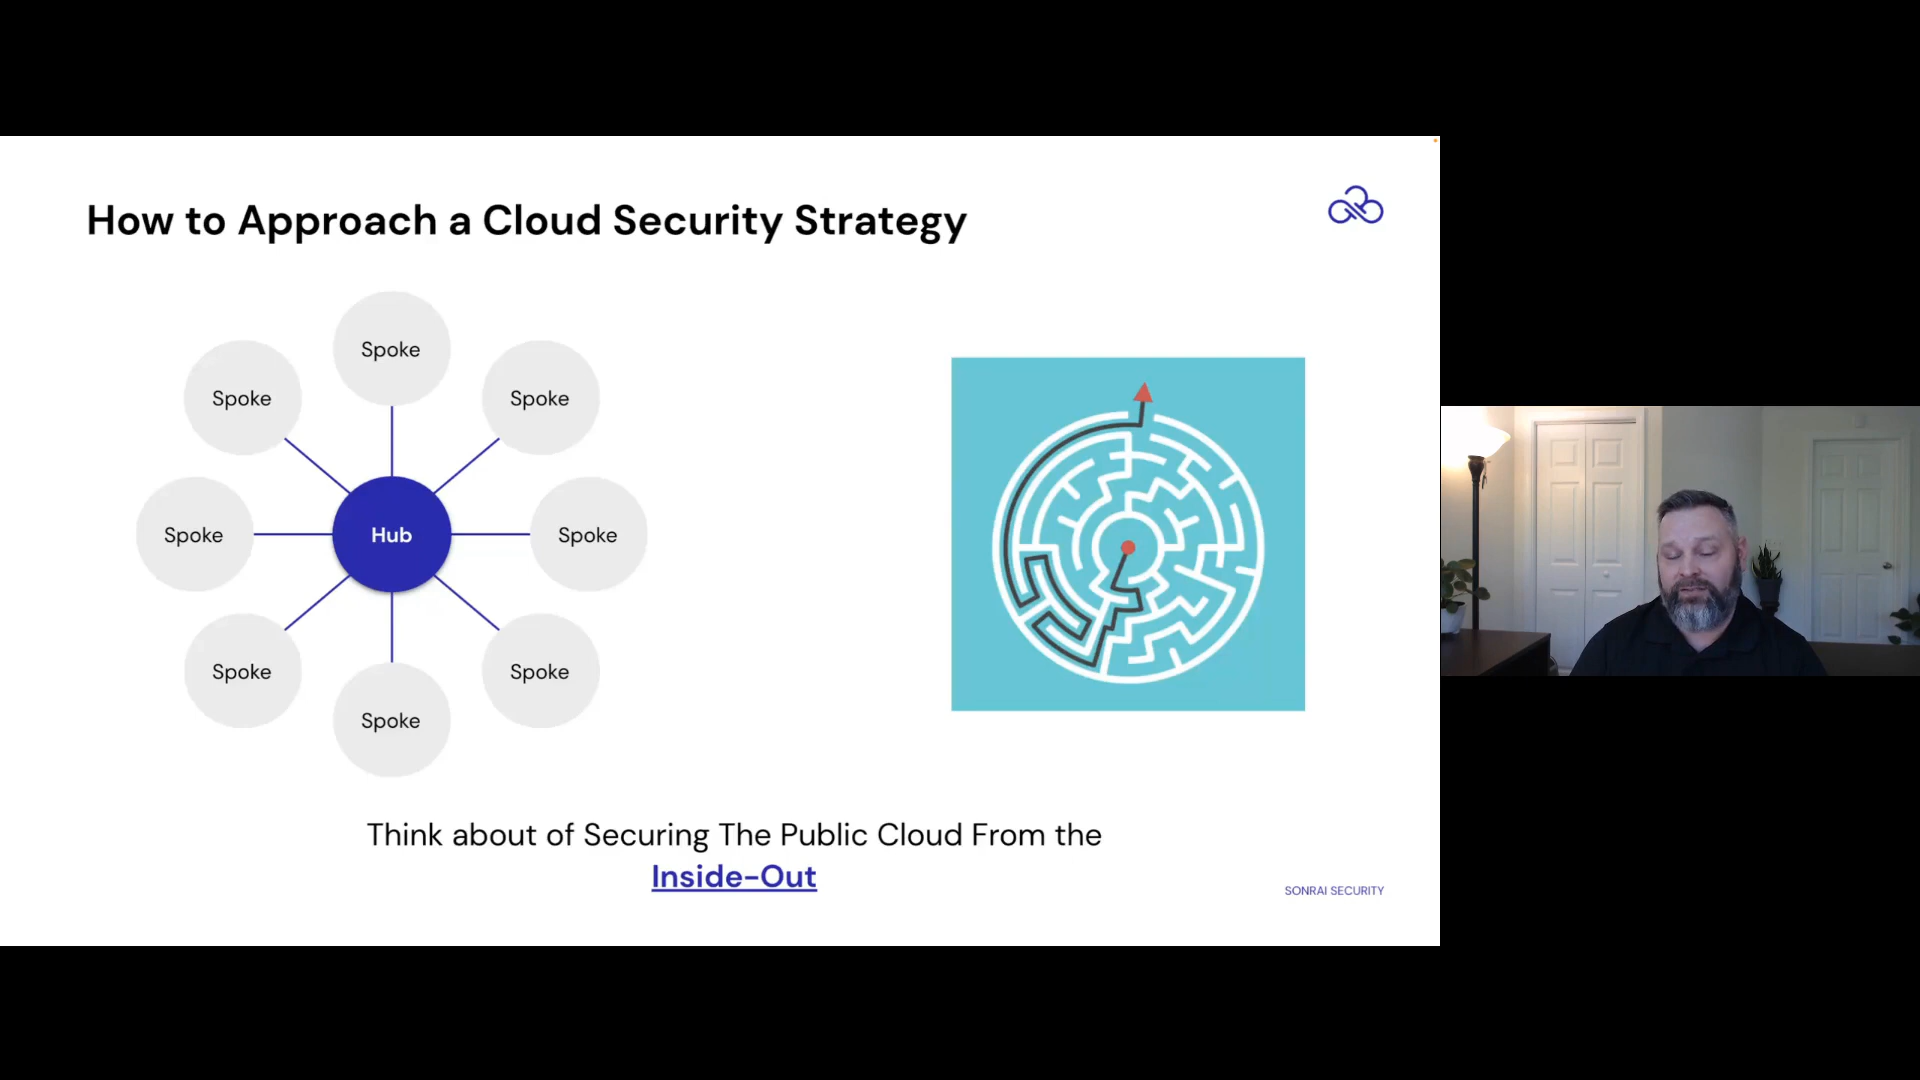 How to Approach a Cloud Security Strategy
Spoke
Spoke
Spoke
Spoke
Hub
Spoke
Spoke
Spoke
Spoke
Think about of Securing The Public Cloud From the
Inside-Out
SONRAI SECURITY